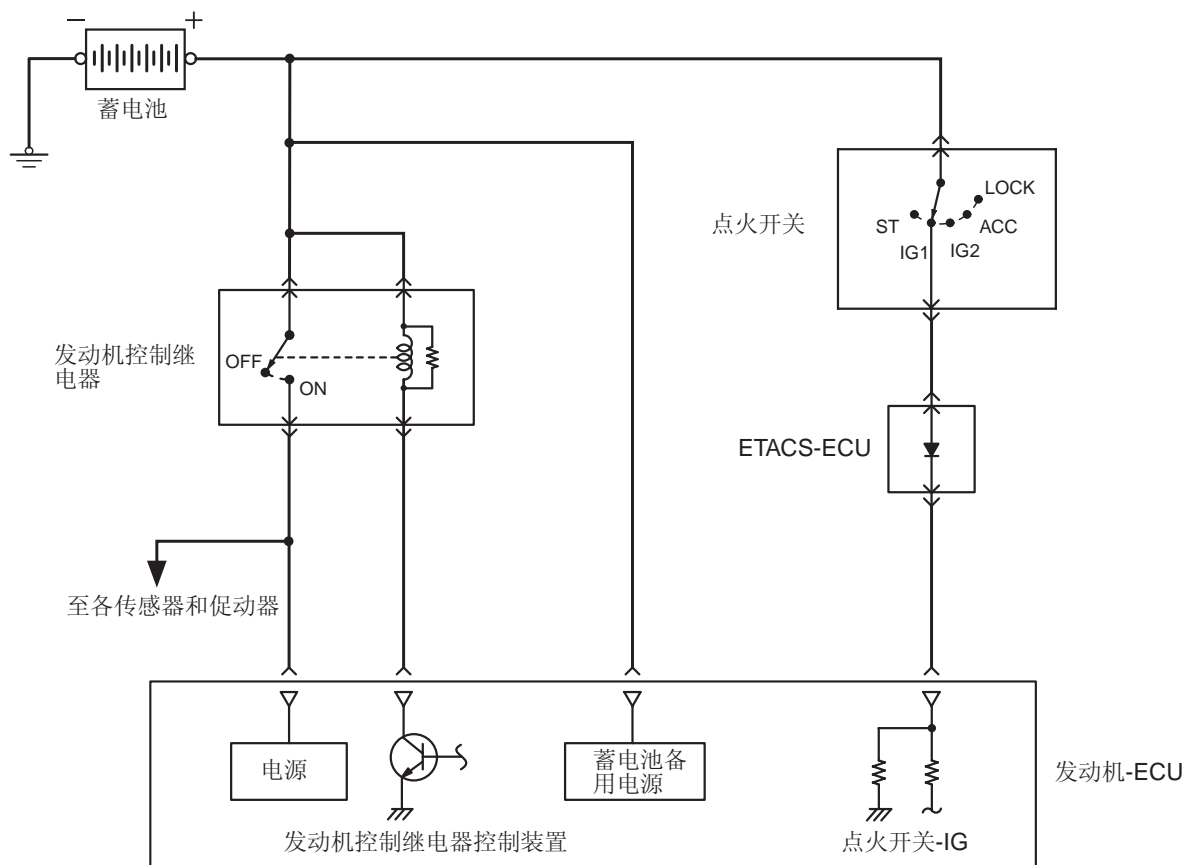 − +
蓄电池
点火开关
LOCK
ST
ACC
IG1
IG2
发动机控制继
电器
OFF
ON
ETACS-ECU
至各传感器和促动器
电源
蓄电池备
用电源
发动机-ECU
发动机控制继电器控制装置
点火开关-IG